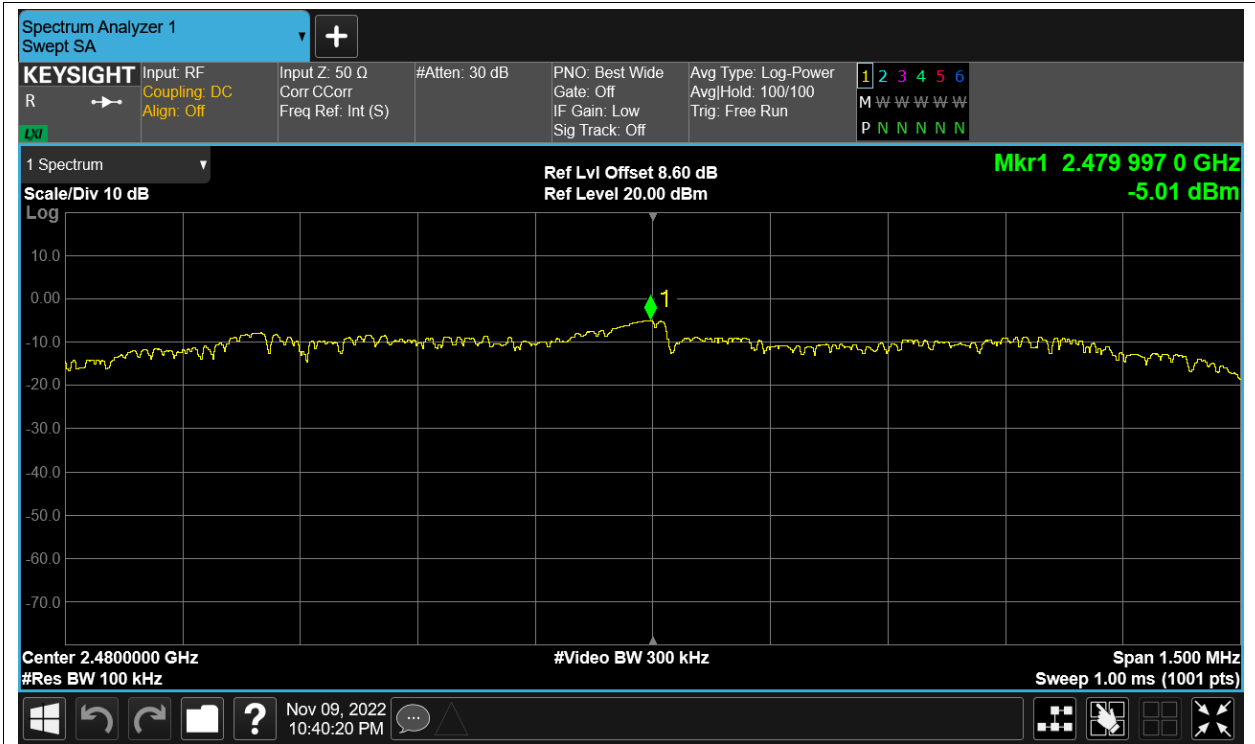 Spectrum Analyzer 1
Swept SA
KEYSIGHT
R
LXI
Input: RF
Coupling: DC
Align: Off
Input Z: 50 Ω
Corr CCorr
Freq Ref: Int (S)
#Atten: 30 dB
PNO: Best Wide
Gate: Off
IF Gain: Low
Sig Track: Off
Avg Type: Log-Power
Avg|Hold: 100/100
Trig: Free Run
1 2 3 4 5 6
M W W W W W
P N N N N N
1 Spectrum
Scale/Div 10 dB
Log
Ref Lvl Offset 8.60 dB
Ref Level 20.00 dBm
Mkr1 2.479 997 0 GHz
-5.01 dBm
10.0
0.00
1
-10.0
-20.0
-30.0
-40.0
-50.0
-60.0
-70.0
Center 2.4800000 GHz
#Res BW 100 kHz
#Video BW 300 kHz
Span 1.500 MHz
Sweep 1.00 ms (1001 pts)
?
Nov 09, 2022
10:40:20 PM